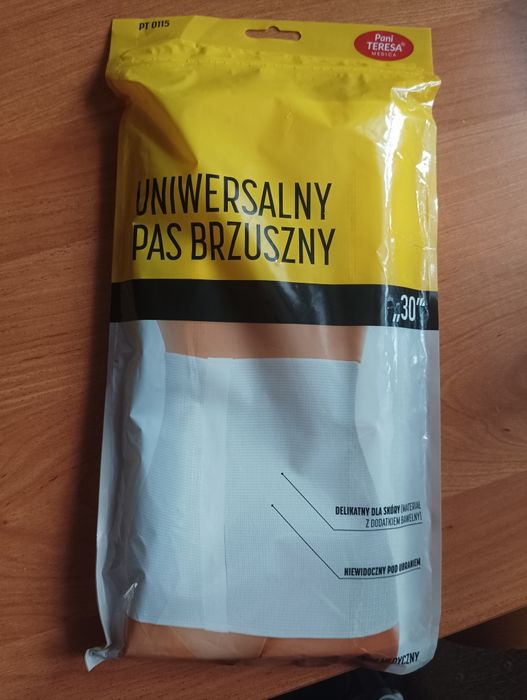 PT 0115
Pani
TERESA®
MEDICA
UNIWERSALNY
PAS BRZUSZNY
„30”
DELIKATNY DLA SKÓRY (MATERIAŁ
Z DODATKIEM BAWEŁNY)
NIEWIDOCZNY POD UBRANIEM